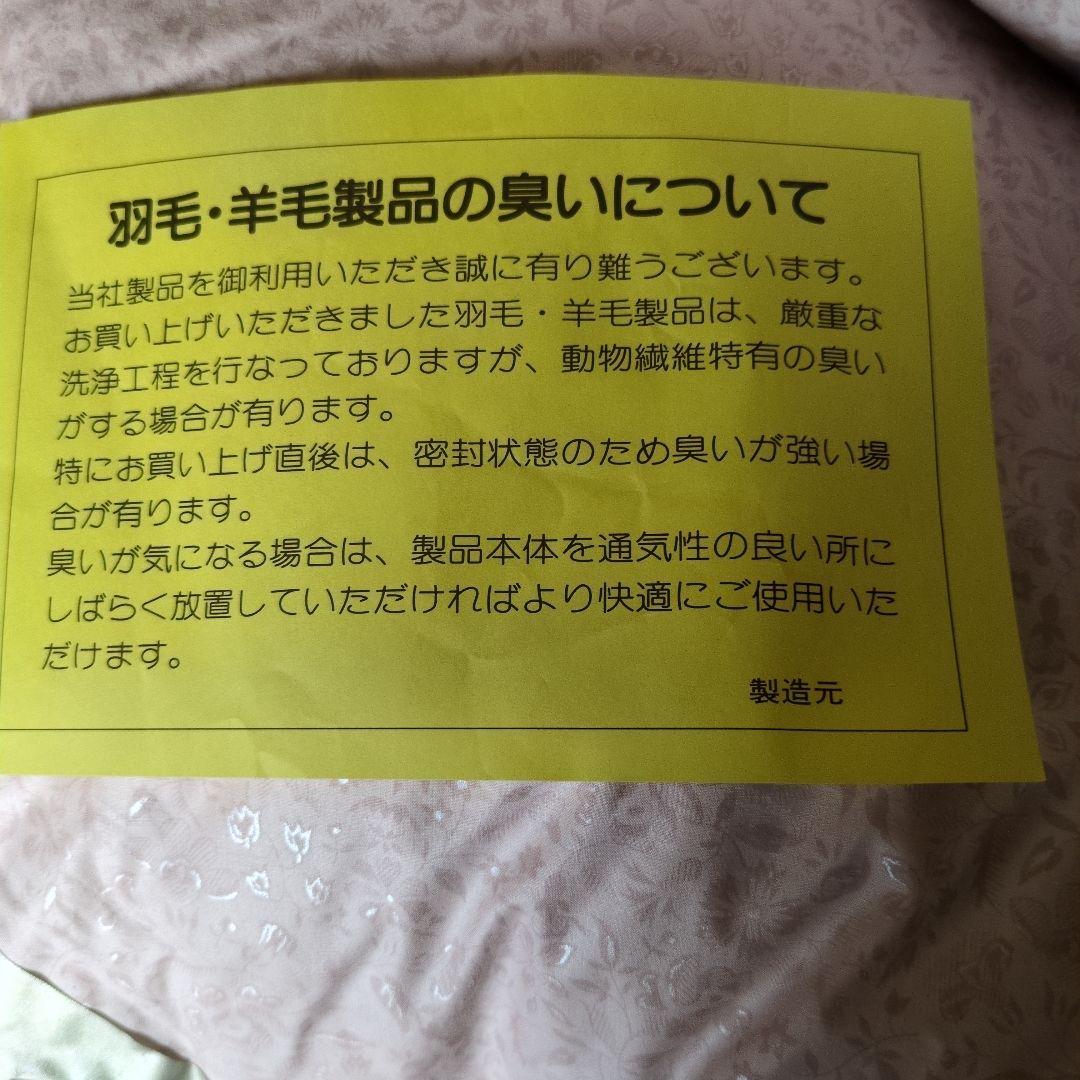 羽毛・羊毛製品の臭いについて
当社製品を御利用いただき誠に有り難うございます。
お買い上げいただきました羽毛・羊毛製品は、厳重な
洗浄工程を行なっておりますが、動物繊維特有の臭い
がする場合が有ります。
特にお買い上げ直後は、密封状態のため臭いが強い場
合が有ります。
臭いが気になる場合は、製品本体を通気性の良い所に
しばらく放置していただければより快適にご使用いた
だけます。
製造元